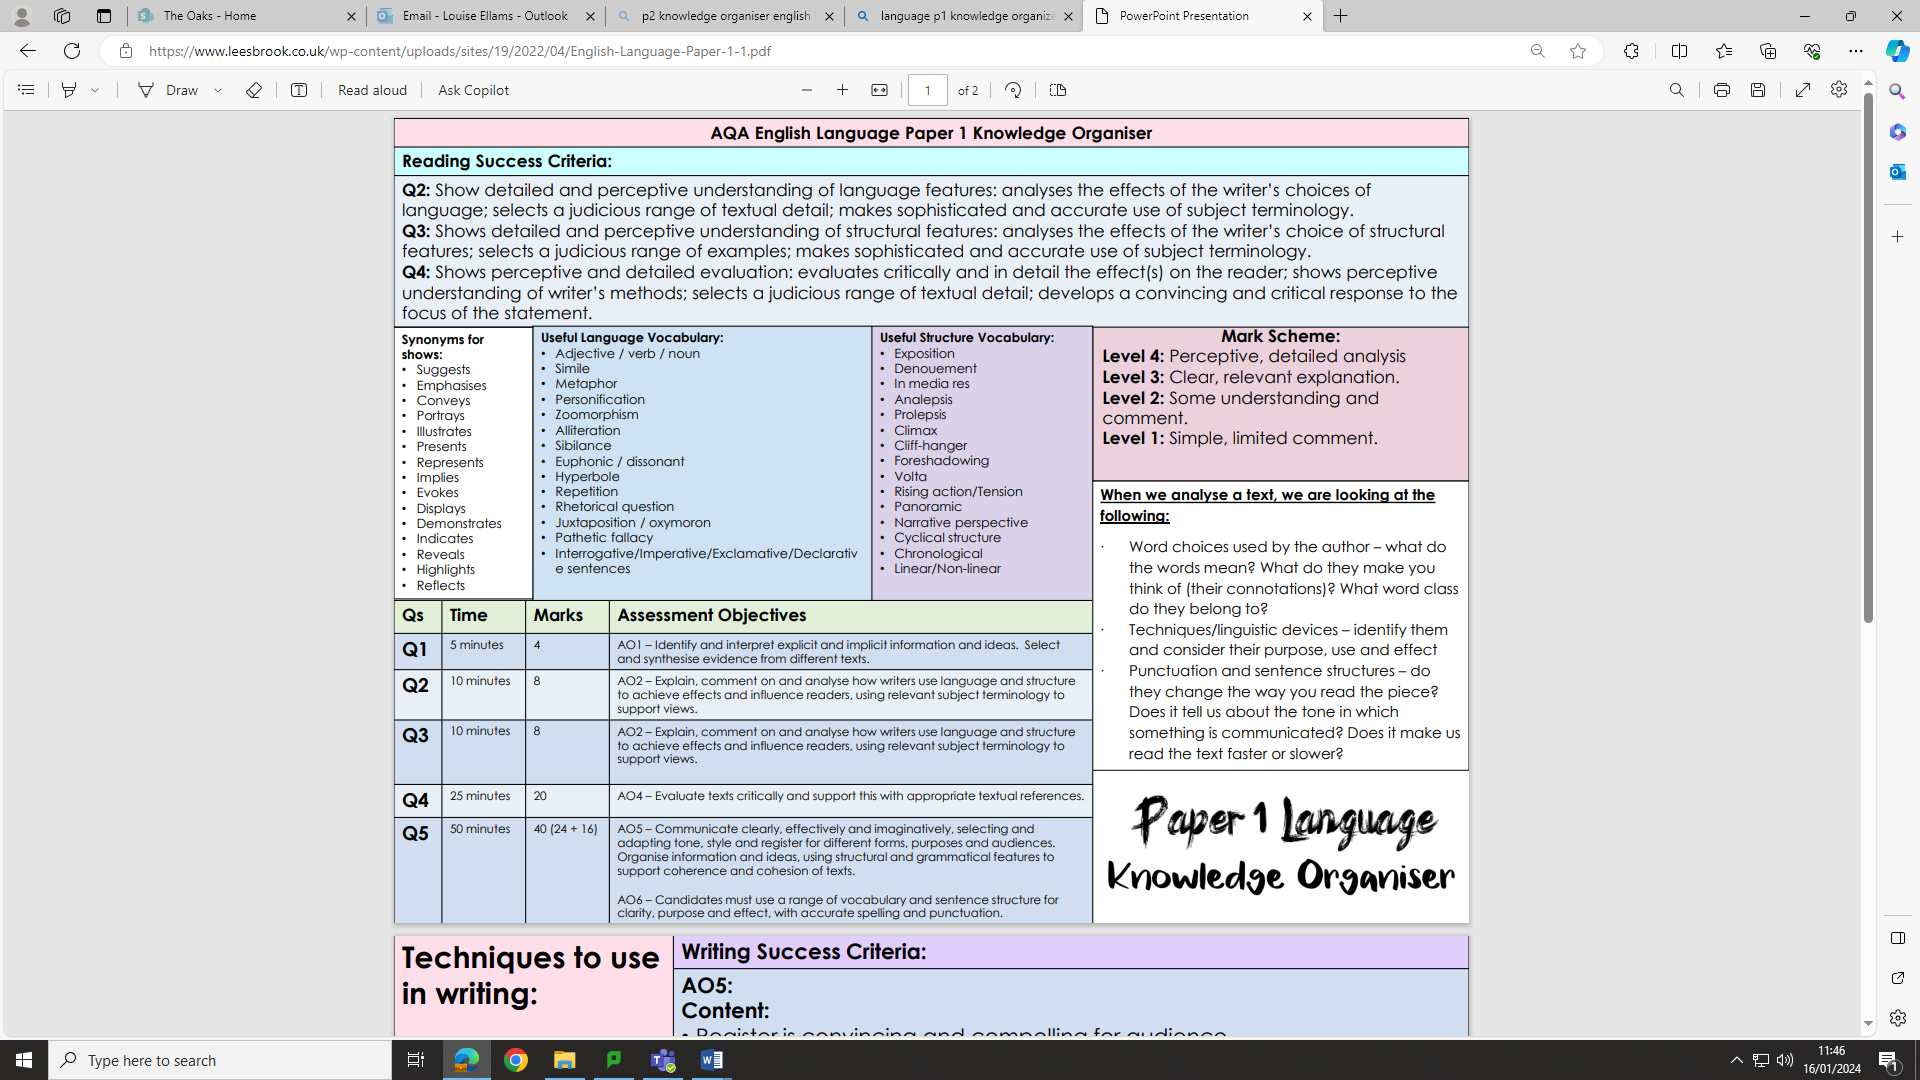 The Oaks - Home
Email - Louise Ellams - Outlook
p2 knowledge organiser english
language p1 knowledge organize
PowerPoint Presentation
https://www.leesbrook.co.uk/wp-content/uploads/sites/19/2022/04/English-Language-Paper-1-1.pdf
Draw
Read aloud
Ask Copilot
1
of 2
AQA English Language Paper 1 Knowledge Organiser
Reading Success Criteria:
Q2: Show detailed and perceptive understanding of language features: analyses the effects of the writer's choices of
language; selects a judicious range of textual detail; makes sophisticated and accurate use of subject terminology.
Q3: Shows detailed and perceptive understanding of structural features: analyses the effects of the writer's choice of structural
features; selects a judicious range of examples; makes sophisticated and accurate use of subject terminology.
Q4: Shows perceptive and detailed evaluation: evaluates critically and in detail the effect(s) on the reader; shows perceptive
understanding of writer's methods; selects a judicious range of textual detail; develops a convincing and critical response to the
focus of the statement.
Synonyms for
shows:
• Suggests
• Emphasises
• Conveys
• Portrays
• Illustrates
• Presents
• Represents
• Implies
• Evokes
• Displays
• Demonstrates
• Indicates
• Reveals
• Highlights
• Reflects
Useful Language Vocabulary:
• Adjective / verb / noun
• Simile
• Metaphor
• Personification
• Zoomorphism
• Alliteration
• Sibilance
• Euphonic / dissonant
• Hyperbole
• Repetition
• Rhetorical question
• Juxtaposition / oxymoron
• Pathetic fallacy
• Interrogative/Imperative/Exclamative/Declarativ
e sentences
Useful Structure Vocabulary:
• Exposition
• Denouement
• In media res
• Analepsis
• Prolepsis
• Climax
• Cliff-hanger
• Foreshadowing
• Volta
• Rising action/Tension
• Panoramic
• Narrative perspective
• Cyclical structure
• Chronological
• Linear/Non-linear
Mark Scheme:
Level 4: Perceptive, detailed analysis
Level 3: Clear, relevant explanation.
Level 2: Some understanding and
comment.
Level 1: Simple, limited comment.
When we analyse a text, we are looking at the
following:
· Word choices used by the author – what do
the words mean? What do they make you
think of (their connotations)? What word class
do they belong to?
· Techniques/linguistic devices – identify them
and consider their purpose, use and effect
· Punctuation and sentence structures – do
they change the way you read the piece?
Does it tell us about the tone in which
something is communicated? Does it make us
read the text faster or slower?
Qs Time Marks Assessment Objectives
Q1 5 minutes 4 AO1 – Identify and interpret explicit and implicit information and ideas. Select
and synthesise evidence from different texts.
Q2 10 minutes 8 AO2 – Explain, comment on and analyse how writers use language and structure
to achieve effects and influence readers, using relevant subject terminology to
support views.
Q3 10 minutes 8 AO2 – Explain, comment on and analyse how writers use language and structure
to achieve effects and influence readers, using relevant subject terminology to
support views.
Q4 25 minutes 20 AO4 – Evaluate texts critically and support this with appropriate textual references.
Q5 50 minutes 40 (24 + 16) AO5 – Communicate clearly, effectively and imaginatively, selecting and
adapting tone, style and register for different forms, purposes and audiences.
Organise information and ideas, using structural and grammatical features to
support coherence and cohesion of texts.
AO6 – Candidates must use a range of vocabulary and sentence structure for
clarity, purpose and effect, with accurate spelling and punctuation.
Paper 1 Language
Knowledge Organiser
Techniques to use
in writing:
Writing Success Criteria:
AO5:
Content:
• Register is convincing and compelling for audience
Type here to search
11:46
16/01/2024
1